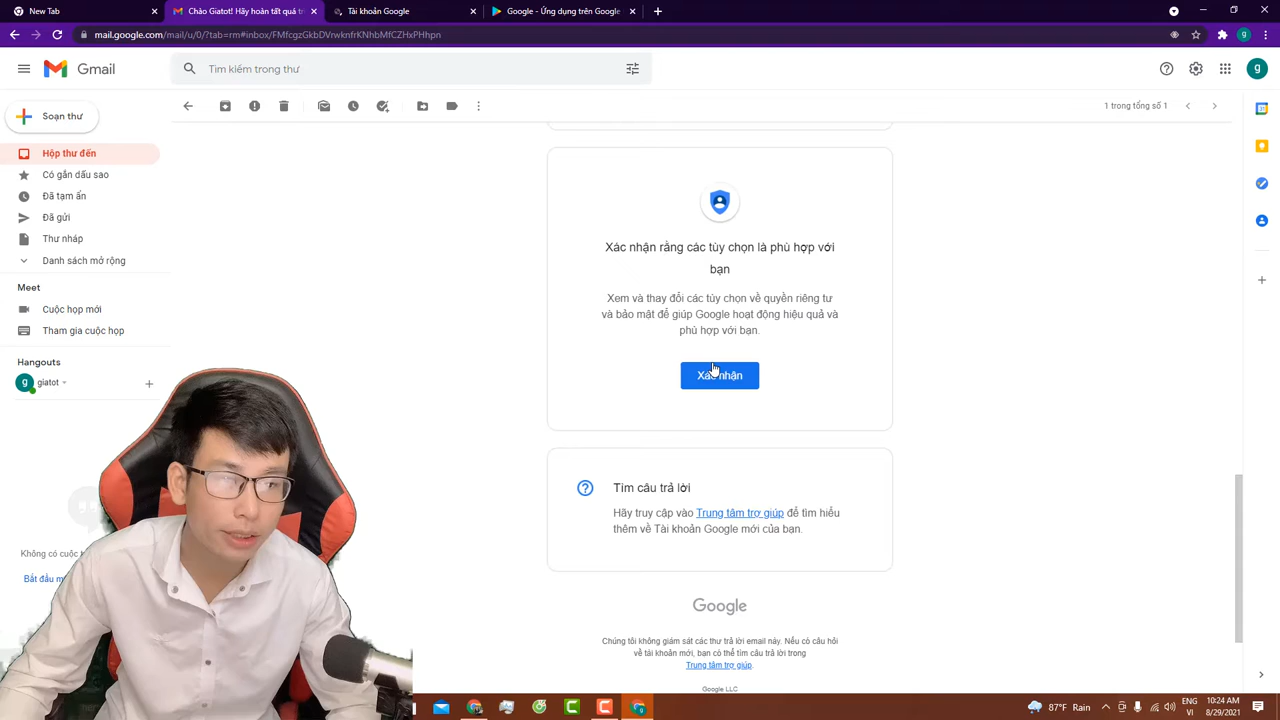 New Tab
Chào Giatot! Hãy hoàn tất qu
Tài khoản Google
Google - Ứng dụng trên Google
mail.google.com/mail/u/0/?tab=rm#inbox/FMfcgzGkbDVrwknfrKNhbMfCZHxPHhpn
g
Gmail
Tìm kiếm trong thư
g
Soạn thư
1 trong tổng số 1
Hộp thư đến
Có gắn dấu sao
Đã tạm ẩn
Đã gửi
Thư nháp
Danh sách mở rộng
Meet
Cuộc họp mới
Tham gia cuộc họp
Hangouts
g
giatot
Không có cuộc
Bắt đầu
Xác nhận rằng các tùy chọn là phù hợp với
bạn
Xem và thay đổi các tùy chọn về quyền riêng tư
và bảo mật để giúp Google hoạt động hiệu quả và
phù hợp với bạn.
Xác nhận
Tìm câu trả lời
Hãy truy cập vào Trung tâm trợ giúp để tìm hiểu
thêm về Tài khoản Google mới của bạn.
Google
Chúng tôi không giám sát các thư trả lời email này. Nếu có câu hỏi
về tài khoản mới, bạn có thể tìm câu trả lời trong
Trung tâm trợ giúp.
Google LLC
87°F Rain
ENG
VI
10:24 AM
8/29/2021